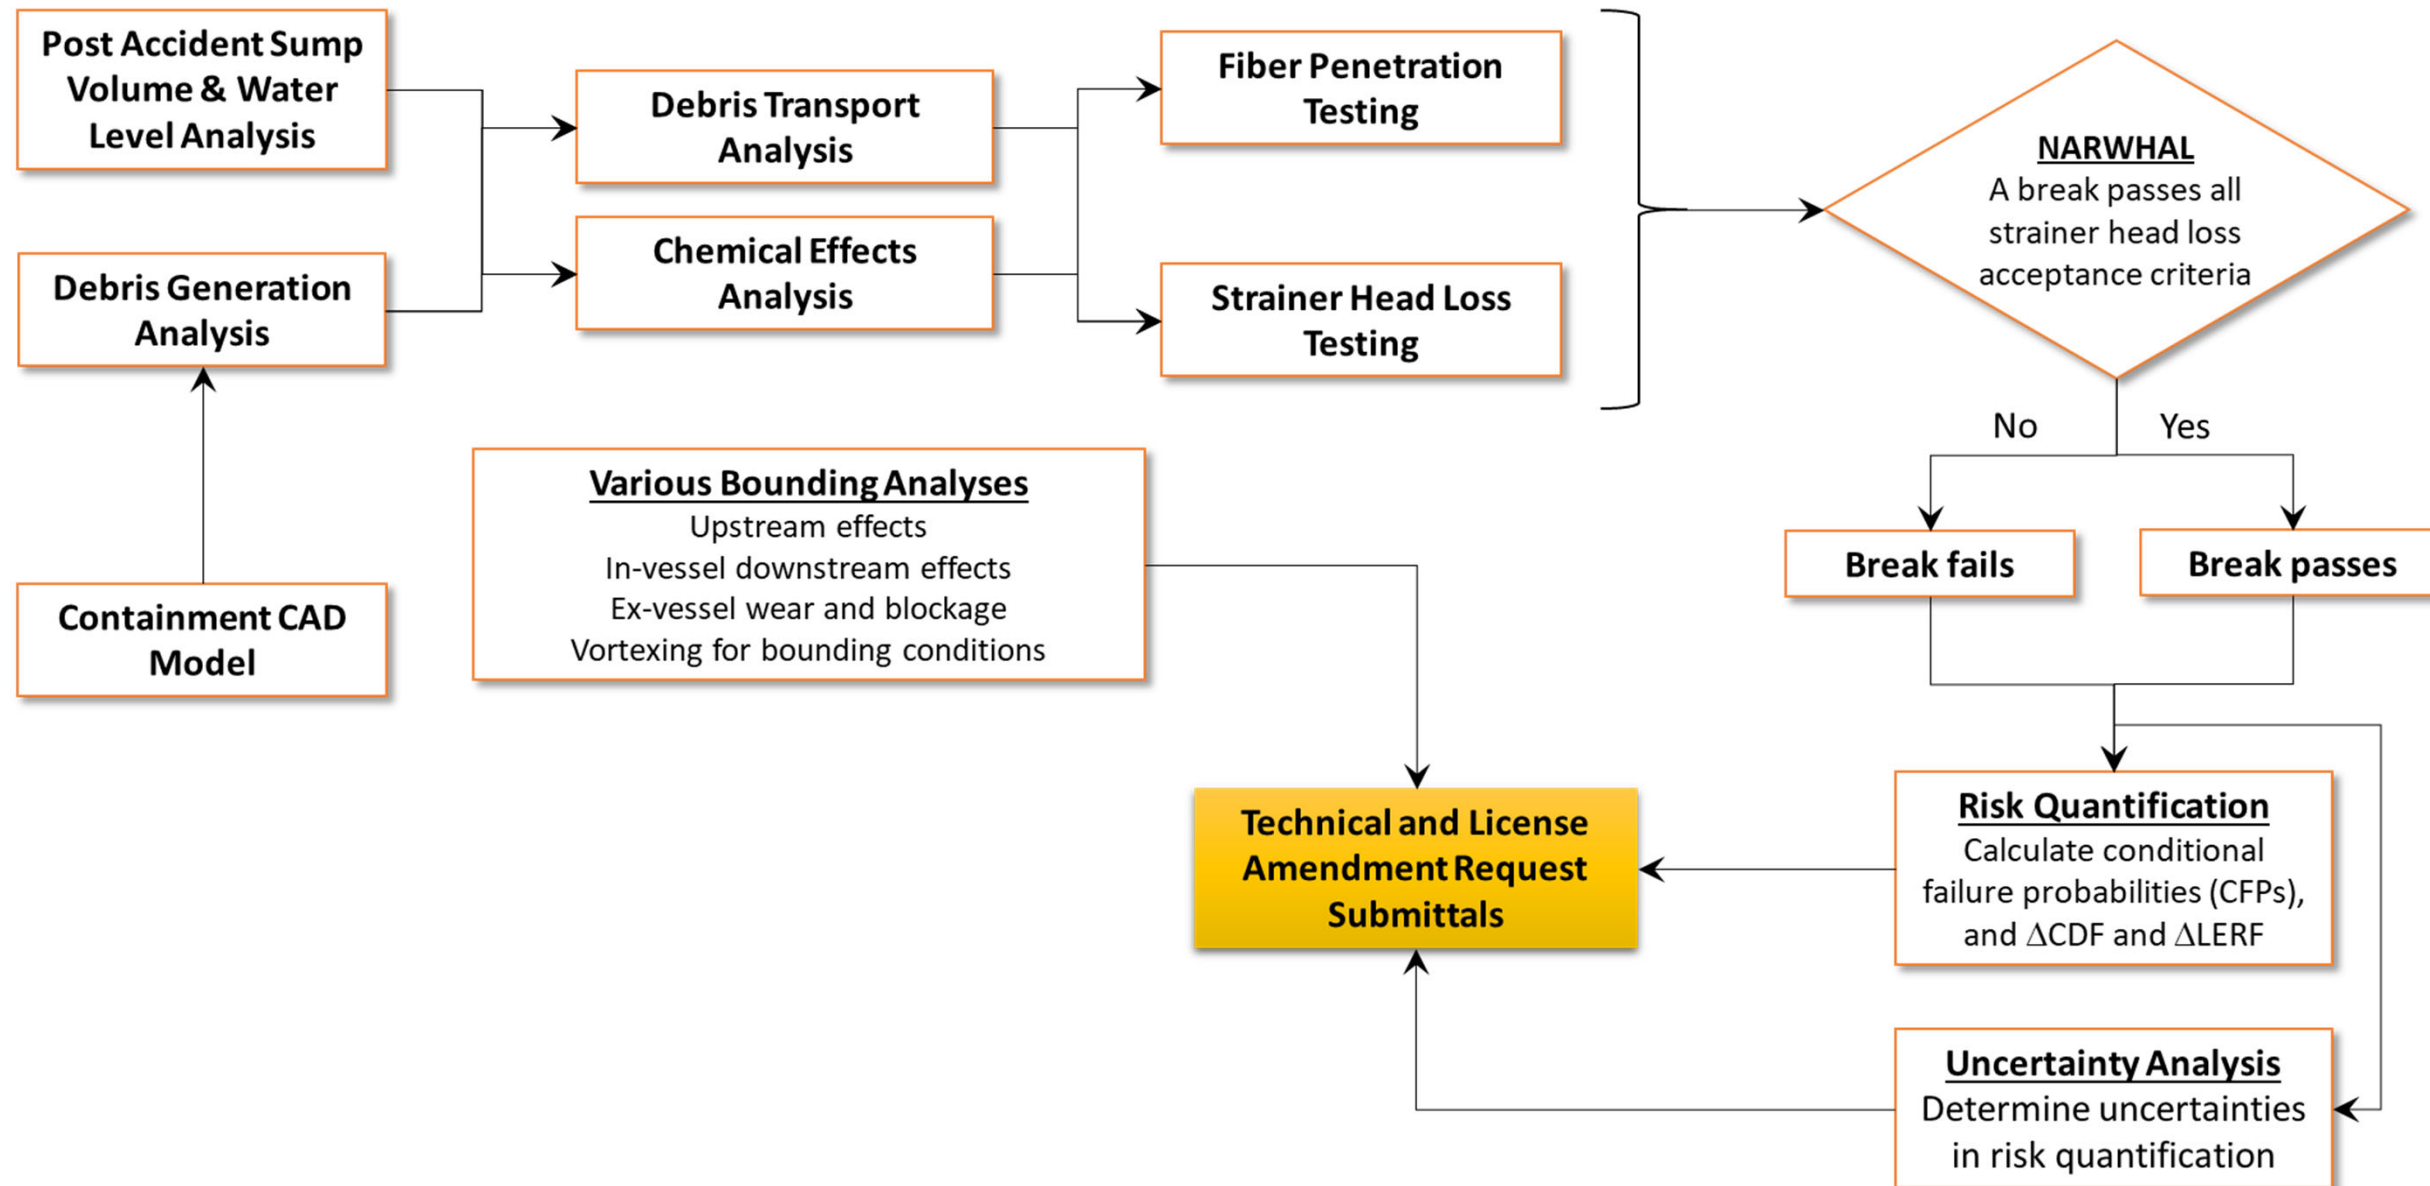 Post Accident Sump
Volume & Water
Level Analysis
Debris Generation
Analysis
Containment CAD
Model
Debris Transport
Analysis
Chemical Effects
Analysis
Fiber Penetration
Testing
Strainer Head Loss
Testing
NARWHAL
A break passes all
strainer head loss
acceptance criteria
No
Yes
Break fails
Break passes
Various Bounding Analyses
Upstream effects
In-vessel downstream effects
Ex-vessel wear and blockage
Vortexing for bounding conditions
Technical and License
Amendment Request
Submittals
Risk Quantification
Calculate conditional
failure probabilities (CFPs),
and ΔCDF and ΔLERF
Uncertainty Analysis
Determine uncertainties
in risk quantification